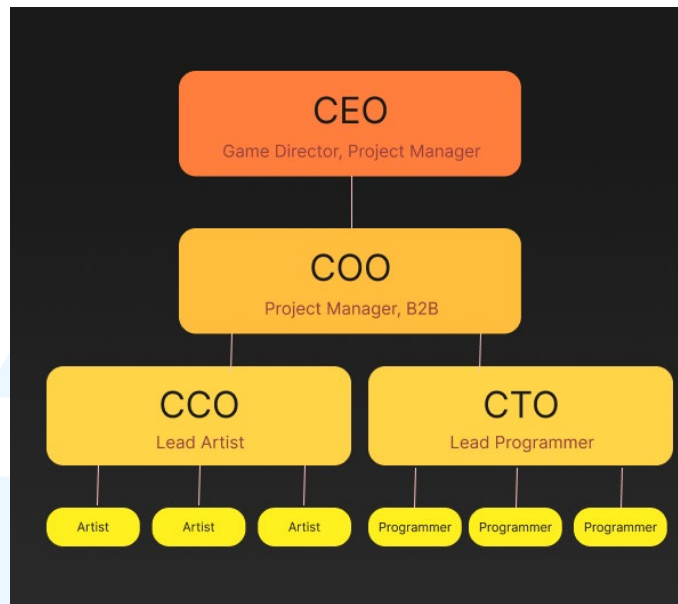 CEO
Game Director, Project Manager
COO
Project Manager, B2B
CCO
Lead Artist
CTO
Lead Programmer
Artist
Artist
Artist
Programmer
Programmer
Programmer